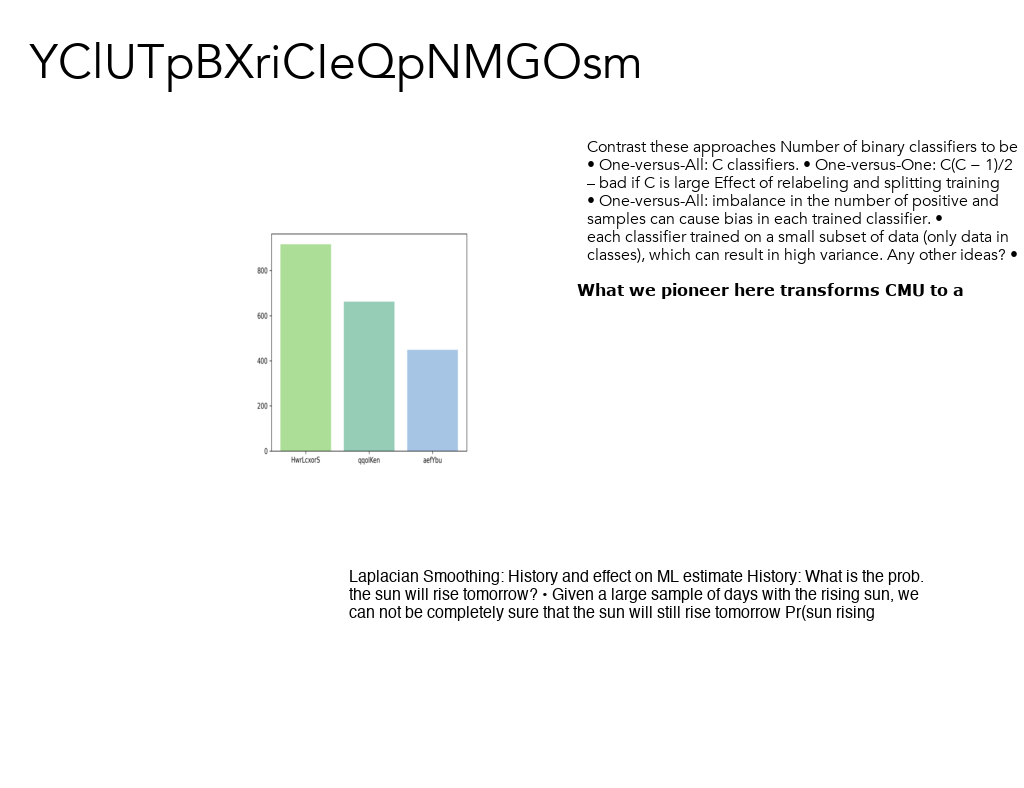 YClUTpBXriCIeQpNMGOsm
Contrast these approaches Number of binary classifiers to be
• One-versus-All: C classifiers. • One-versus-One: C(C − 1)/2
– bad if C is large Effect of relabeling and splitting training
• One-versus-All: imbalance in the number of positive and
samples can cause bias in each trained classifier. •
each classifier trained on a small subset of data (only data in
classes), which can result in high variance. Any other ideas? •
What we pioneer here transforms CMU to a
800
600
400
200
0
HwrLcxorS qqolKen aefYbu
Laplacian Smoothing: History and effect on ML estimate History: What is the prob.
the sun will rise tomorrow? • Given a large sample of days with the rising sun, we
can not be completely sure that the sun will still rise tomorrow Pr(sun rising